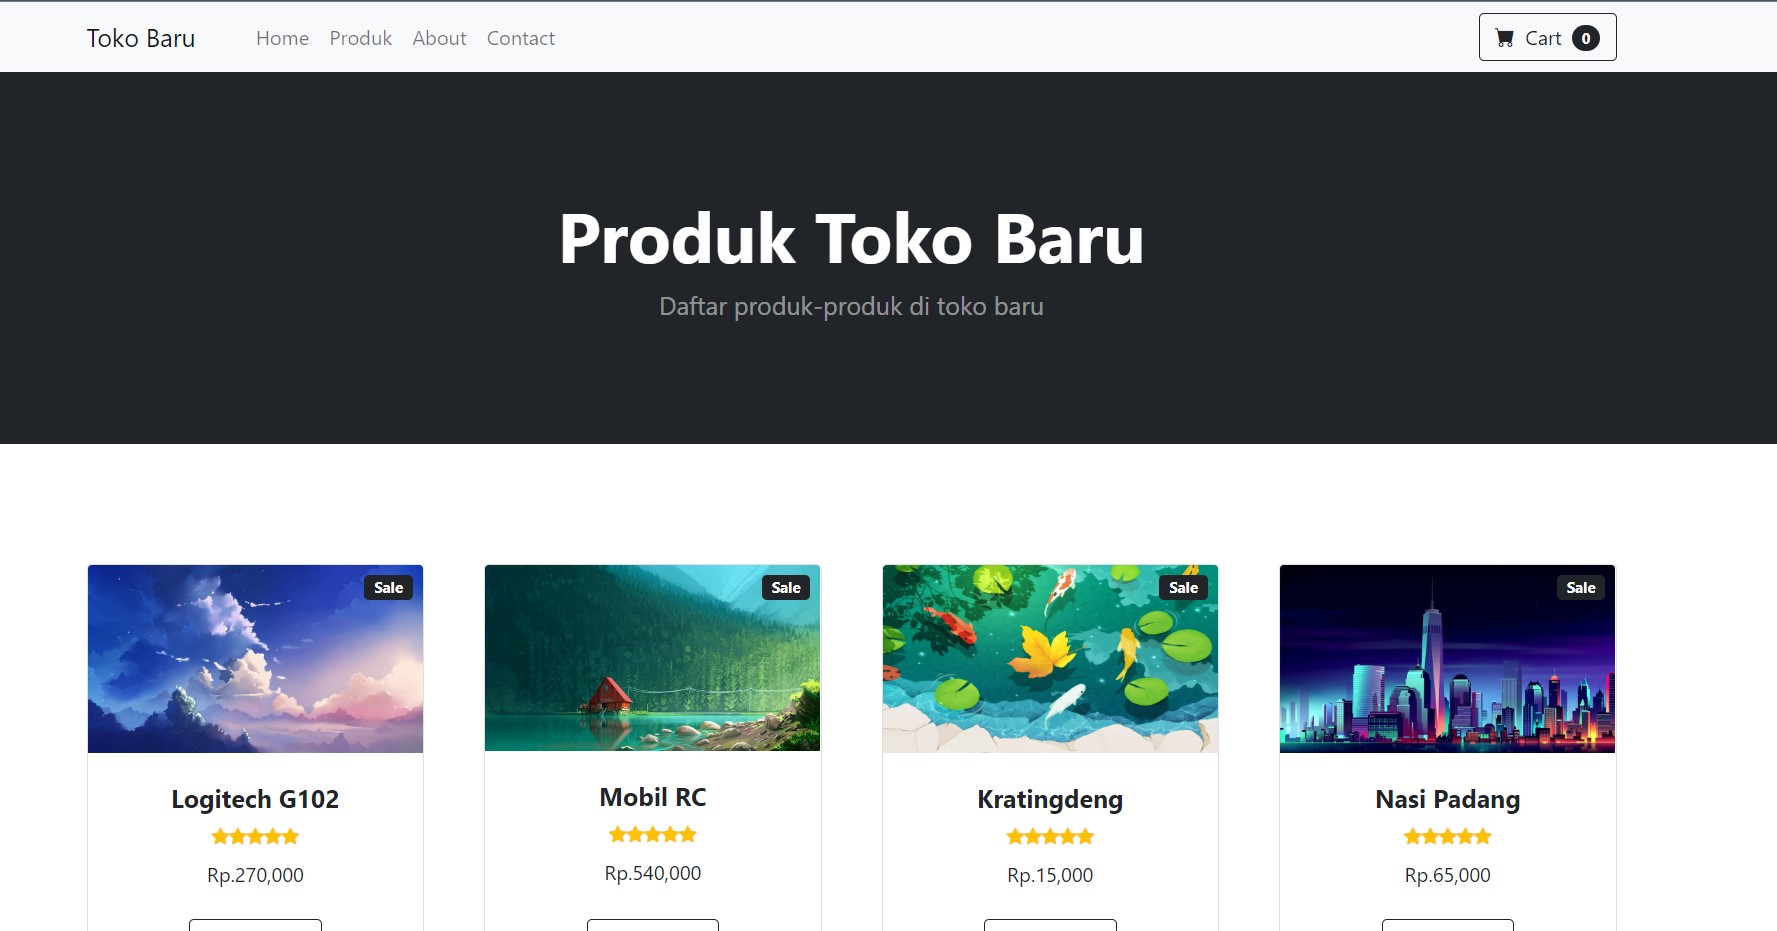 Toko Baru Home Produk About Contact Cart 0
Produk Toko Baru
Daftar produk-produk di toko baru
Sale Sale Sale Sale
Logitech G102 Mobil RC Kratingdeng Nasi Padang
Rp.270,000 Rp.540,000 Rp.15,000 Rp.65,000